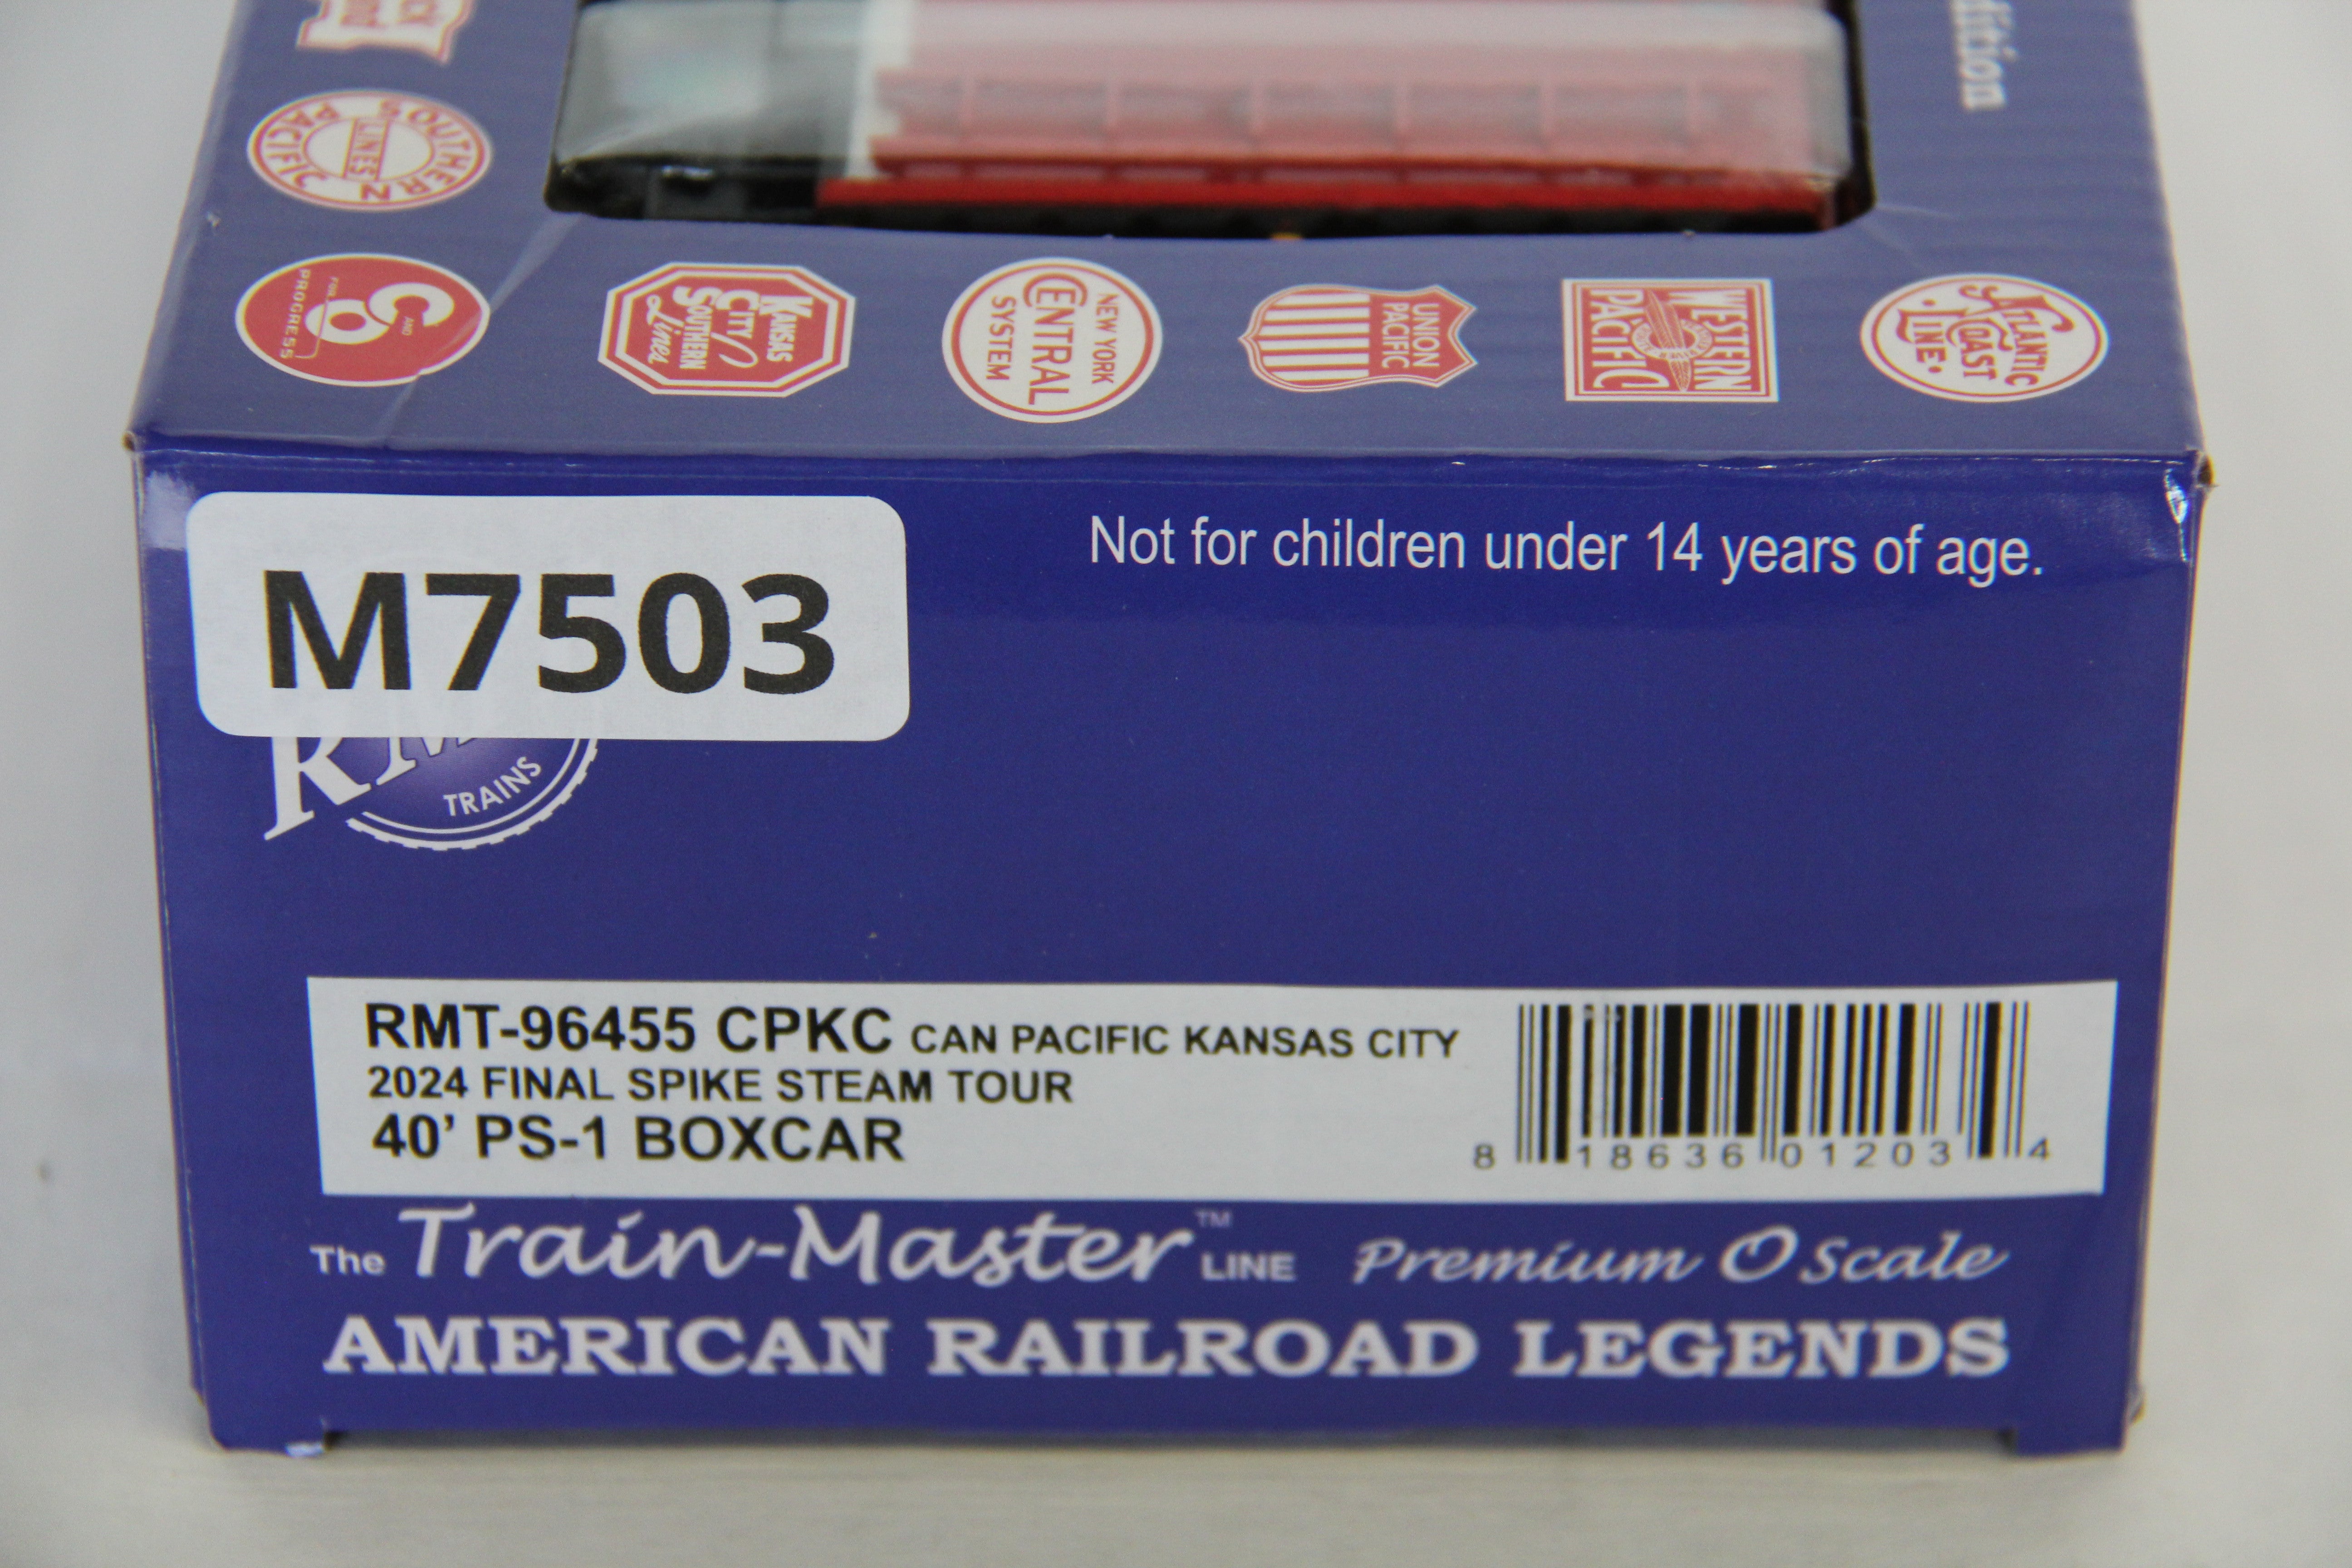 SOUTHERN
PACIFIC
LINES
C AND O
FOR
PROGRESS
KANSAS
CITY
SOUTHERN
Lines
NEW YORK
CENTRAL
SYSTEM
UNION
PACIFIC
WESTERN
PACIFIC
ATLANTIC
COAST
LINE
Not for children under 14 years of age.
M7503
TRAINS
RMT-96455 CPKC CAN PACIFIC KANSAS CITY
2024 FINAL SPIKE STEAM TOUR
40' PS-1 BOXCAR
8 18636 01203 4
The Train-Master™ LINE Premium O Scale
AMERICAN RAILROAD LEGENDS